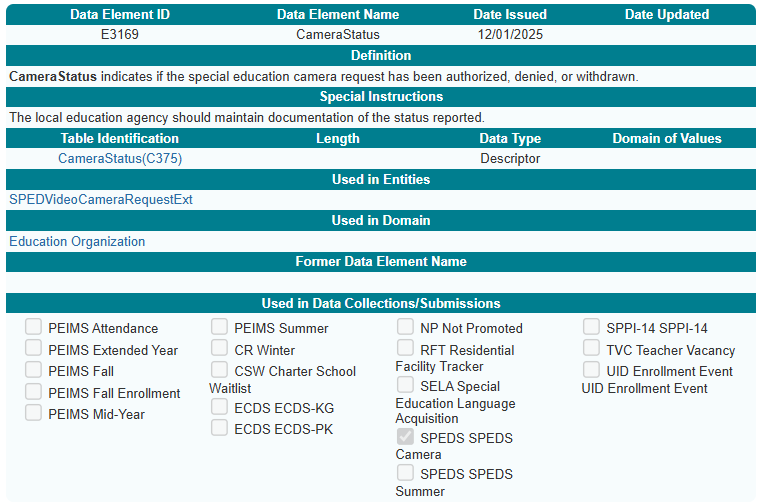 Data Element ID Data Element Name Date Issued Date Updated
E3169 CameraStatus 12/01/2025
Definition
CameraStatus indicates if the special education camera request has been authorized, denied, or withdrawn.
Special Instructions
The local education agency should maintain documentation of the status reported.
Table Identification Length Data Type Domain of Values
CameraStatus(C375) Descriptor
Used in Entities
SPEDVideoCameraRequestExt
Used in Domain
Education Organization
Former Data Element Name
Used in Data Collections/Submissions
PEIMS Attendance
PEIMS Extended Year
PEIMS Fall
PEIMS Fall Enrollment
PEIMS Mid-Year
PEIMS Summer
CR Winter
CSW Charter School
Waitlist
ECDS ECDS-KG
ECDS ECDS-PK
NP Not Promoted
RFT Residential
Facility Tracker
SELA Special
Education Language
Acquisition
SPEDS SPEDS
Camera
SPEDS SPEDS
Summer
SPPI-14 SPPI-14
TVC Teacher Vacancy
UID Enrollment Event
UID Enrollment Event